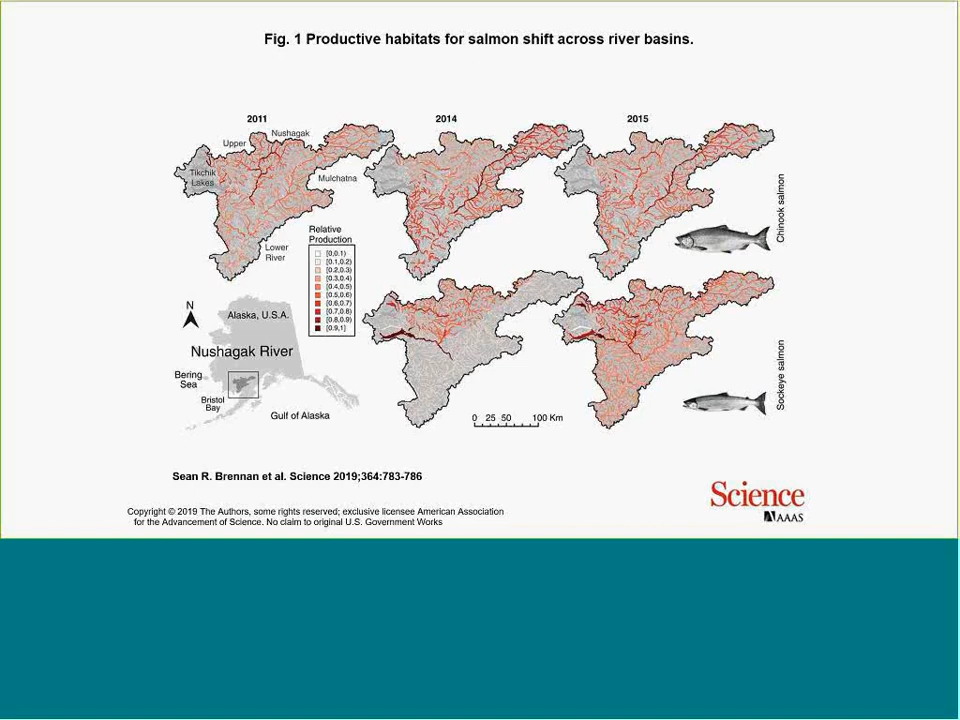 Fig. 1 Productive habitats for salmon shift across river basins.
2011
2014
2015
Upper
Nushagak
Tikchik
Lakes
Mulchatna
Lower
River
Chinook salmon
Relative
Production
[0,0.1)
[0.1,0.2)
[0.2,0.3)
[0.3,0.4)
[0.4,0.5)
[0.5,0.6)
[0.6,0.7)
[0.7,0.8)
[0.8,0.9)
[0.9,1]
N
Alaska, U.S.A.
Nushagak River
Bering
Sea
Bristol
Bay
Gulf of Alaska
0 25 50 100 Km
Sockeye salmon
Sean R. Brennan et al. Science 2019;364:783-786
Science
AAAS
Copyright © 2019 The Authors, some rights reserved; exclusive licensee American Association
for the Advancement of Science. No claim to original U.S. Government Works